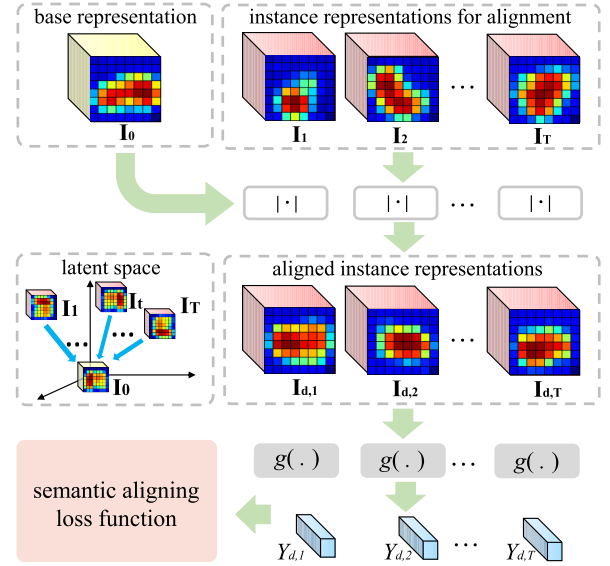 base representation
instance representations for alignment
I0
I1
I2
...
IT
|·|
|·|
...
|·|
latent space
I1
It
IT
...
...
I0
aligned instance representations
Id,1
Id,2
...
Id,T
g(.)
g(.)
...
g(.)
semantic aligning
loss function
Yd,1
Yd,2
...
Yd,T